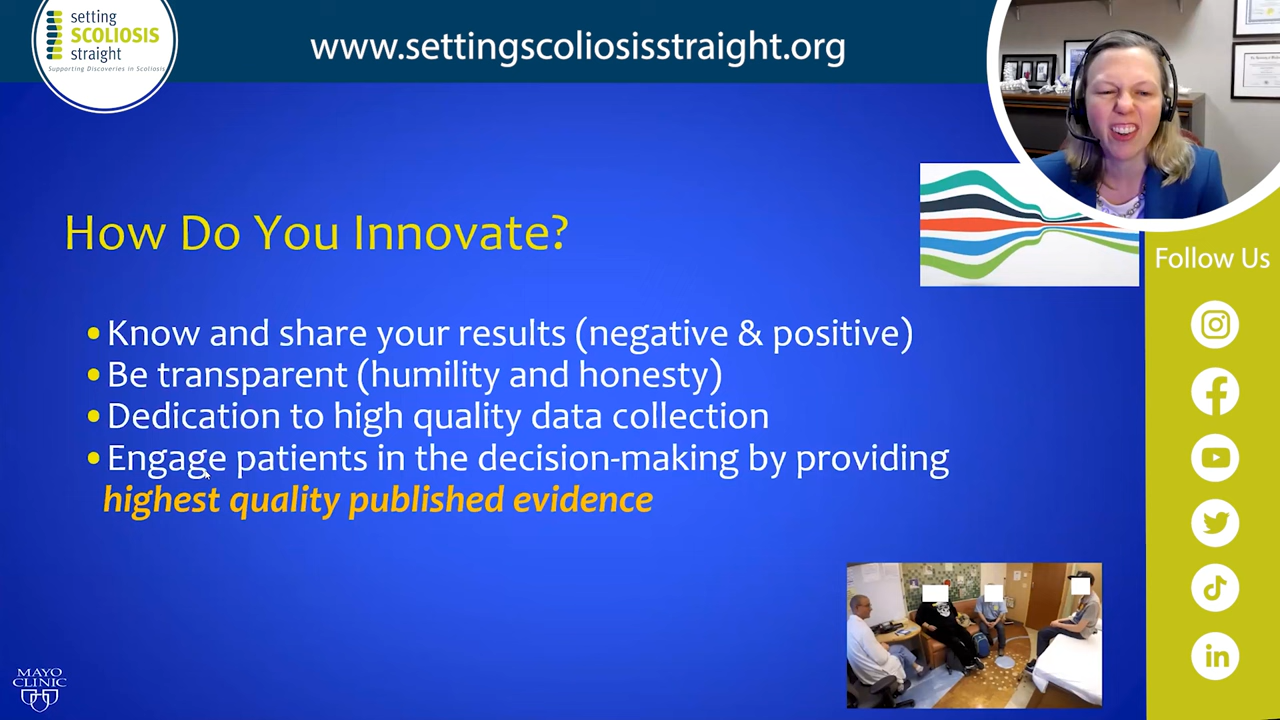 setting
SCOLIOSIS
straight
Supporting Discoveries in Scoliosis
www.settingscoliosisstraight.org
How Do You Innovate?
Follow Us
•Know and share your results (negative & positive)
•Be transparent (humility and honesty)
•Dedication to high quality data collection
•Engage patients in the decision-making by providing
highest quality published evidence
MAYO
CLINIC